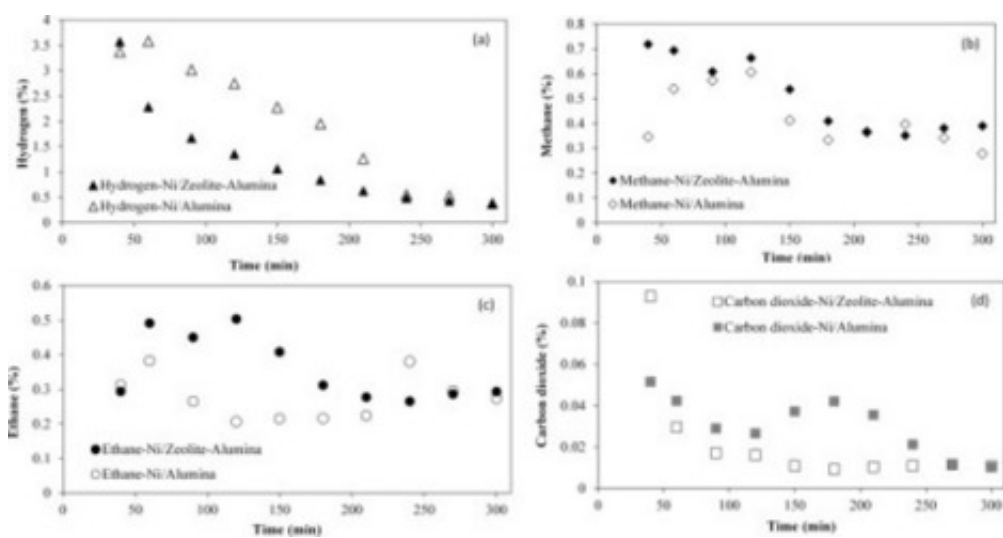 (a)
Hydrogen (%)
4
3.5
3
2.5
2
1.5
1
0.5
0
Hydrogen-Ni/Zeolite-Alumina
Hydrogen-Ni/Alumina
0 50 100 150 200 250 300
Time (min)
(b)
Methane (%)
0.8
0.7
0.6
0.5
0.4
0.3
0.2
0.1
0
Methane-Ni/Zeolite-Alumina
Methane-Ni/Alumina
0 50 100 150 200 250 300
Time (min)
(c)
Ethane (%)
0.6
0.5
0.4
0.3
0.2
0.1
0
Ethane-Ni/Zeolite-Alumina
Ethane-Ni/Alumina
0 50 100 150 200 250 300
Time (min)
(d)
Carbon dioxide (%)
0.1
0.08
0.06
0.04
0.02
0
Carbon dioxide-Ni/Zeolite-Alumina
Carbon dioxide-Ni/Alumina
0 50 100 150 200 250 300
Time (min)